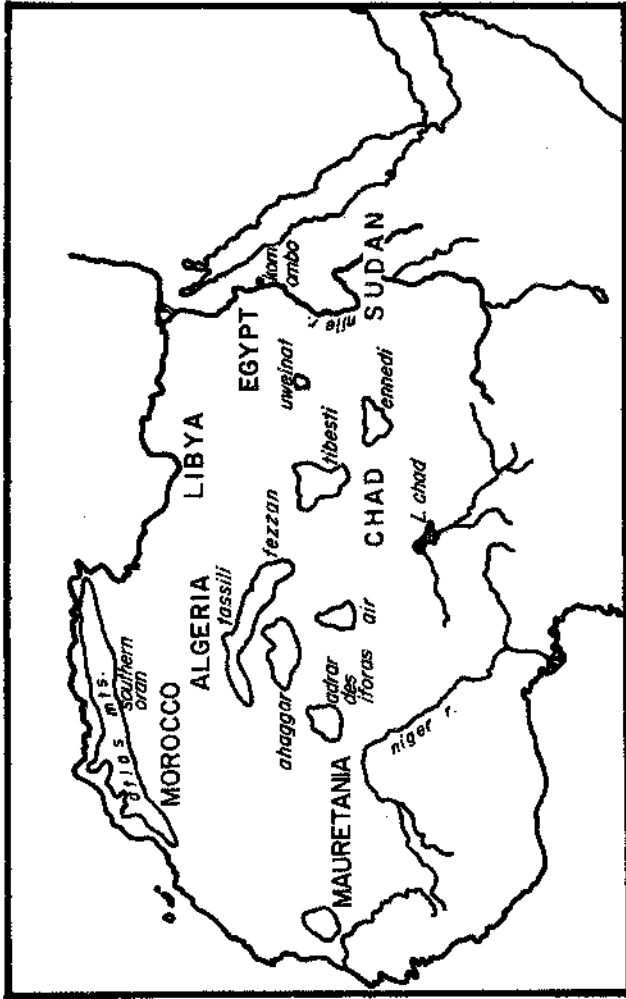 atlas mts.
southern
oran
MOROCCO
ALGERIA
tassili
fezzan
LIBYA
EGYPT
kom
ombo
uweinat
nile r.
SUDAN
ahaggar
adrar
des
iforas
air
tibesti
ennedi
CHAD
L. chad
MAURETANIA
niger r.